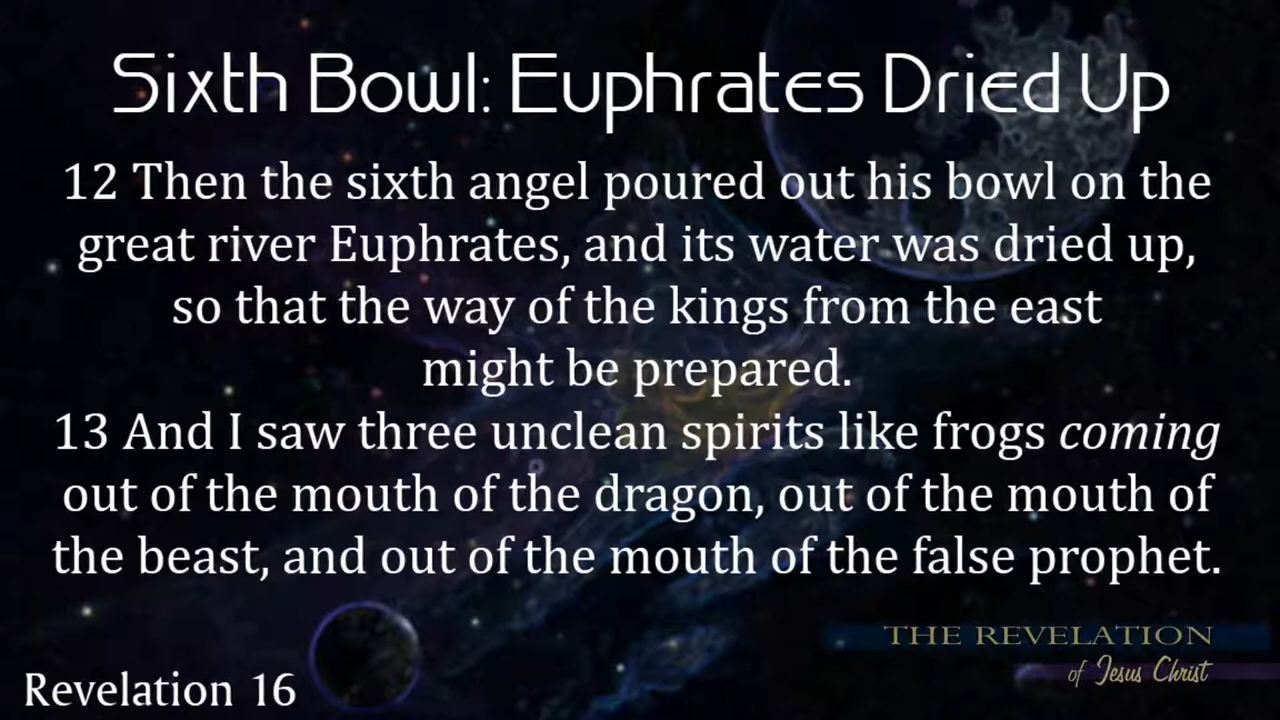 Sixth Bowl: Euphrates Dried Up
12 Then the sixth angel poured out his bowl on the
great river Euphrates, and its water was dried up,
so that the way of the kings from the east
might be prepared.
13 And I saw three unclean spirits like frogs coming
out of the mouth of the dragon, out of the mouth of
the beast, and out of the mouth of the false prophet.
THE REVELATION
of Jesus Christ
Revelation 16